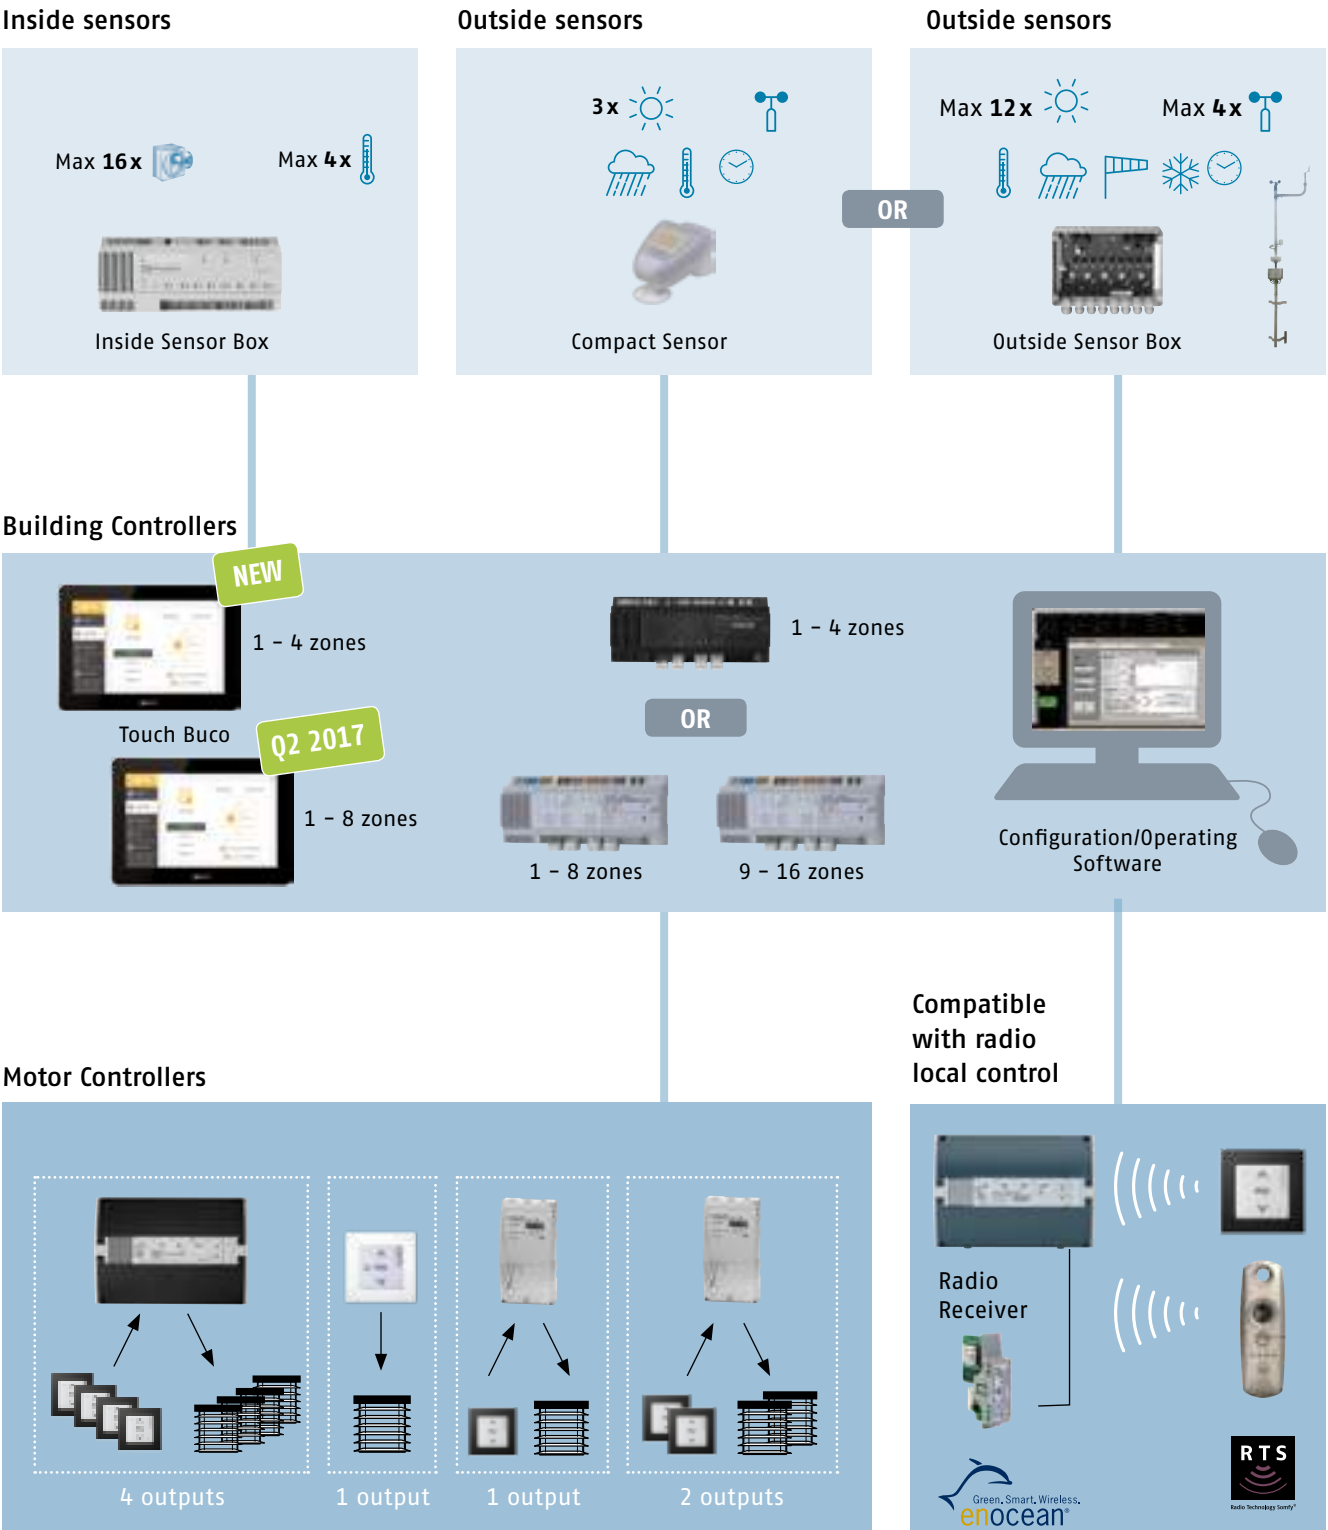 Inside sensors
Outside sensors
Outside sensors
Max 16x
Max 4x
Inside Sensor Box
3x
Compact Sensor
OR
Max 12x
Max 4x
Outside Sensor Box
Building Controllers
NEW
1 – 4 zones
Touch Buco
Q2 2017
1 – 8 zones
1 – 4 zones
OR
1 – 8 zones
9 – 16 zones
Configuration/Operating
Software
Motor Controllers
4 outputs
1 output
1 output
2 outputs
Compatible
with radio
local control
Radio
Receiver
Green. Smart. Wireless.
enocean®
RTS
Radio Technology Somfy®